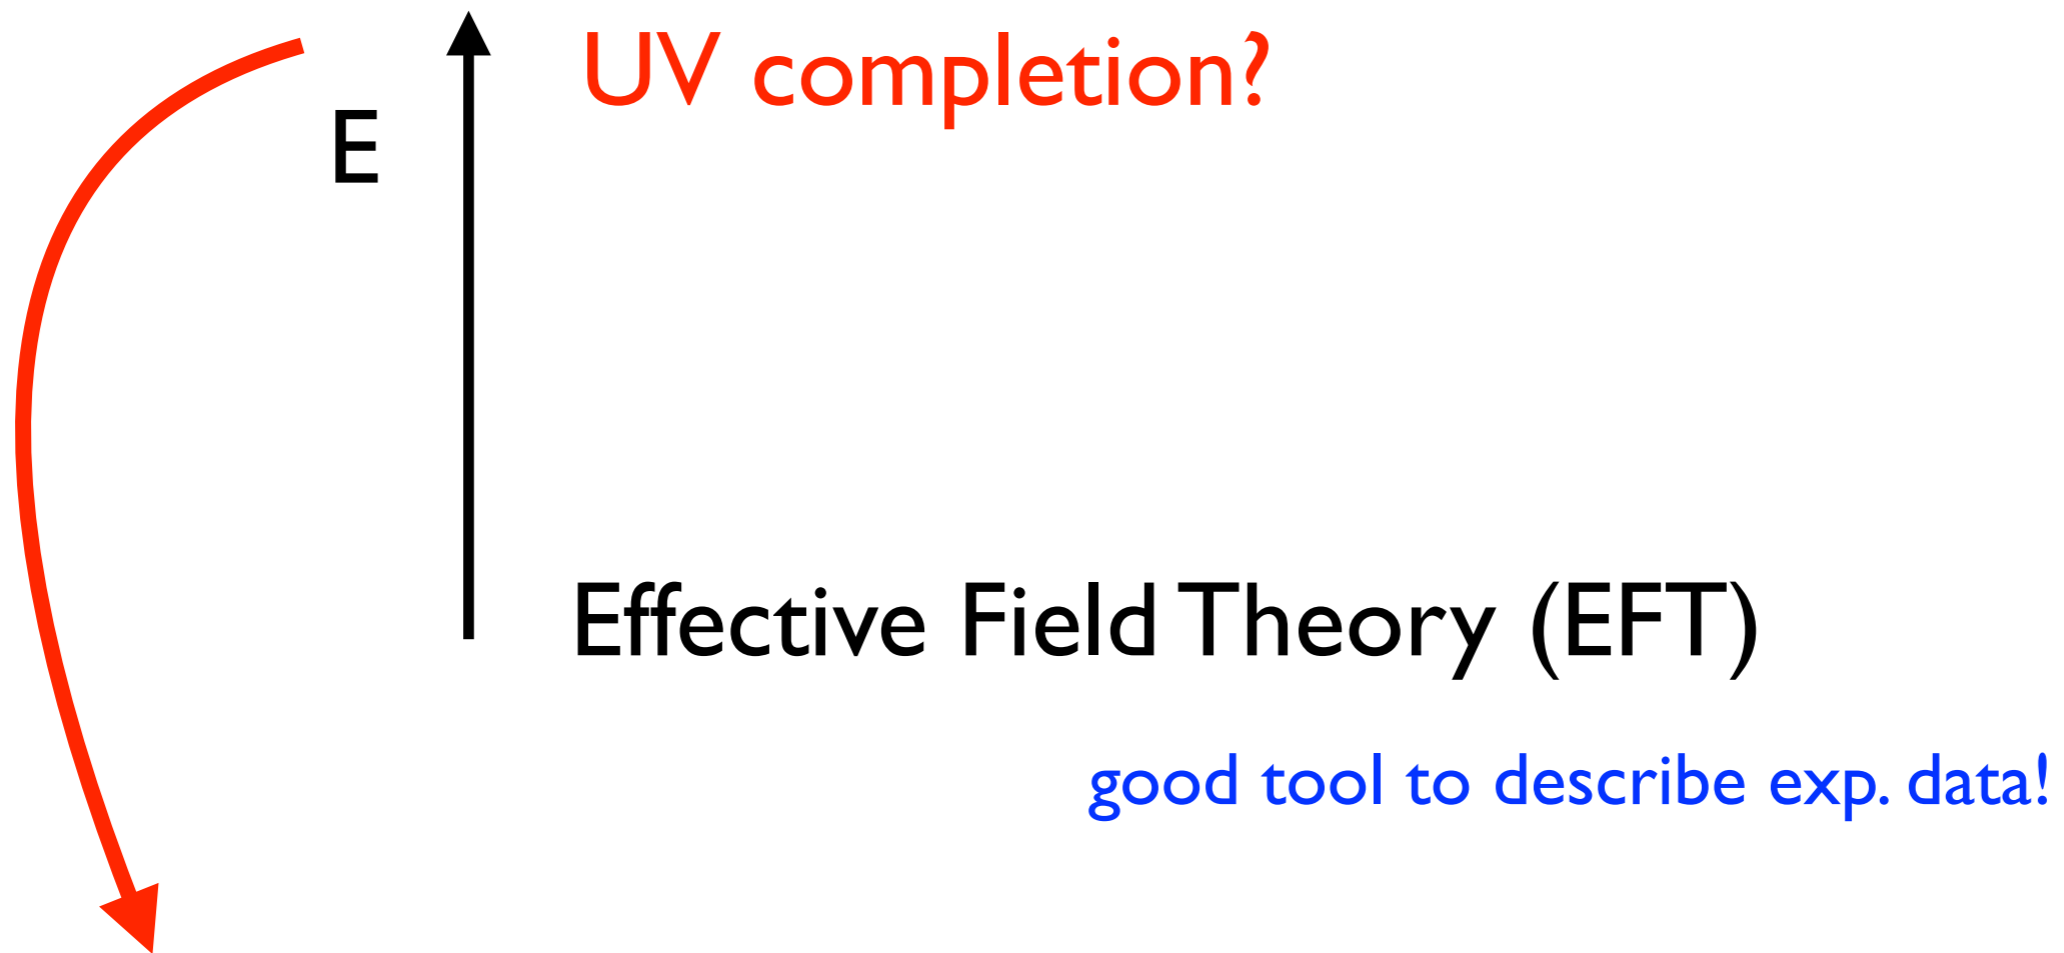 UV completion?
E
Effective Field Theory (EFT)
good tool to describe exp. data!